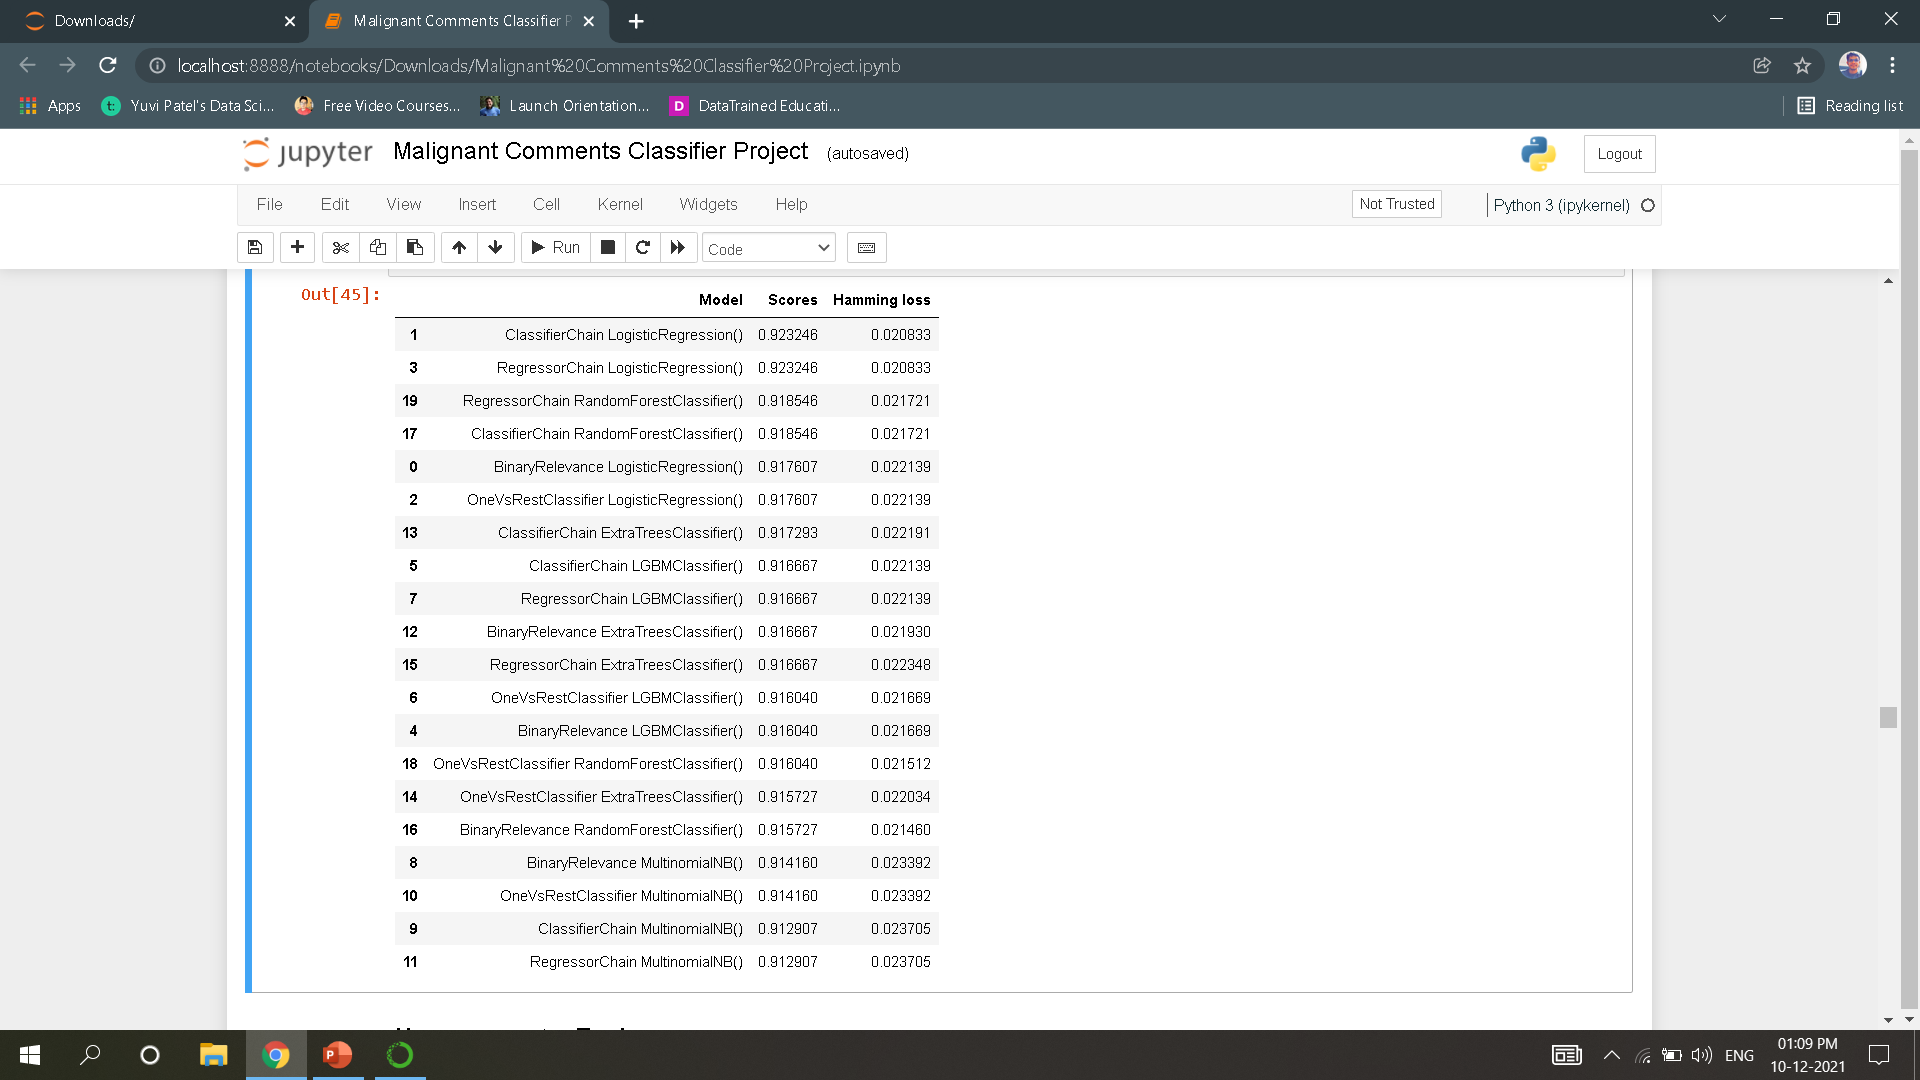 Downloads/
Malignant Comments Classifier P
localhost:8888/notebooks/Downloads/Malignant%20Comments%20Classifier%20Project.ipynb
Apps
Yuvi Patel's Data Sci...
Free Video Courses...
Launch Orientation...
D DataTrained Educati...
Reading list
jupyter Malignant Comments Classifier Project (autosaved)
Logout
File Edit View Insert Cell Kernel Widgets Help
Not Trusted
Python 3 (ipykernel)
Run
Code
Out[45]:
Model Scores Hamming loss
1 ClassifierChain LogisticRegression() 0.923246 0.020833
3 RegressorChain LogisticRegression() 0.923246 0.020833
19 RegressorChain RandomForestClassifier() 0.918546 0.021721
17 ClassifierChain RandomForestClassifier() 0.918546 0.021721
0 BinaryRelevance LogisticRegression() 0.917607 0.022139
2 OneVsRestClassifier LogisticRegression() 0.917607 0.022139
13 ClassifierChain ExtraTreesClassifier() 0.917293 0.022191
5 ClassifierChain LGBMClassifier() 0.916667 0.022139
7 RegressorChain LGBMClassifier() 0.916667 0.022139
12 BinaryRelevance ExtraTreesClassifier() 0.916667 0.021930
15 RegressorChain ExtraTreesClassifier() 0.916667 0.022348
6 OneVsRestClassifier LGBMClassifier() 0.916040 0.021669
4 BinaryRelevance LGBMClassifier() 0.916040 0.021669
18 OneVsRestClassifier RandomForestClassifier() 0.916040 0.021512
14 OneVsRestClassifier ExtraTreesClassifier() 0.915727 0.022034
16 BinaryRelevance RandomForestClassifier() 0.915727 0.021460
8 BinaryRelevance MultinomialNB() 0.914160 0.023392
10 OneVsRestClassifier MultinomialNB() 0.914160 0.023392
9 ClassifierChain MultinomialNB() 0.912907 0.023705
11 RegressorChain MultinomialNB() 0.912907 0.023705
P
ENG
01:09 PM
10-12-2021